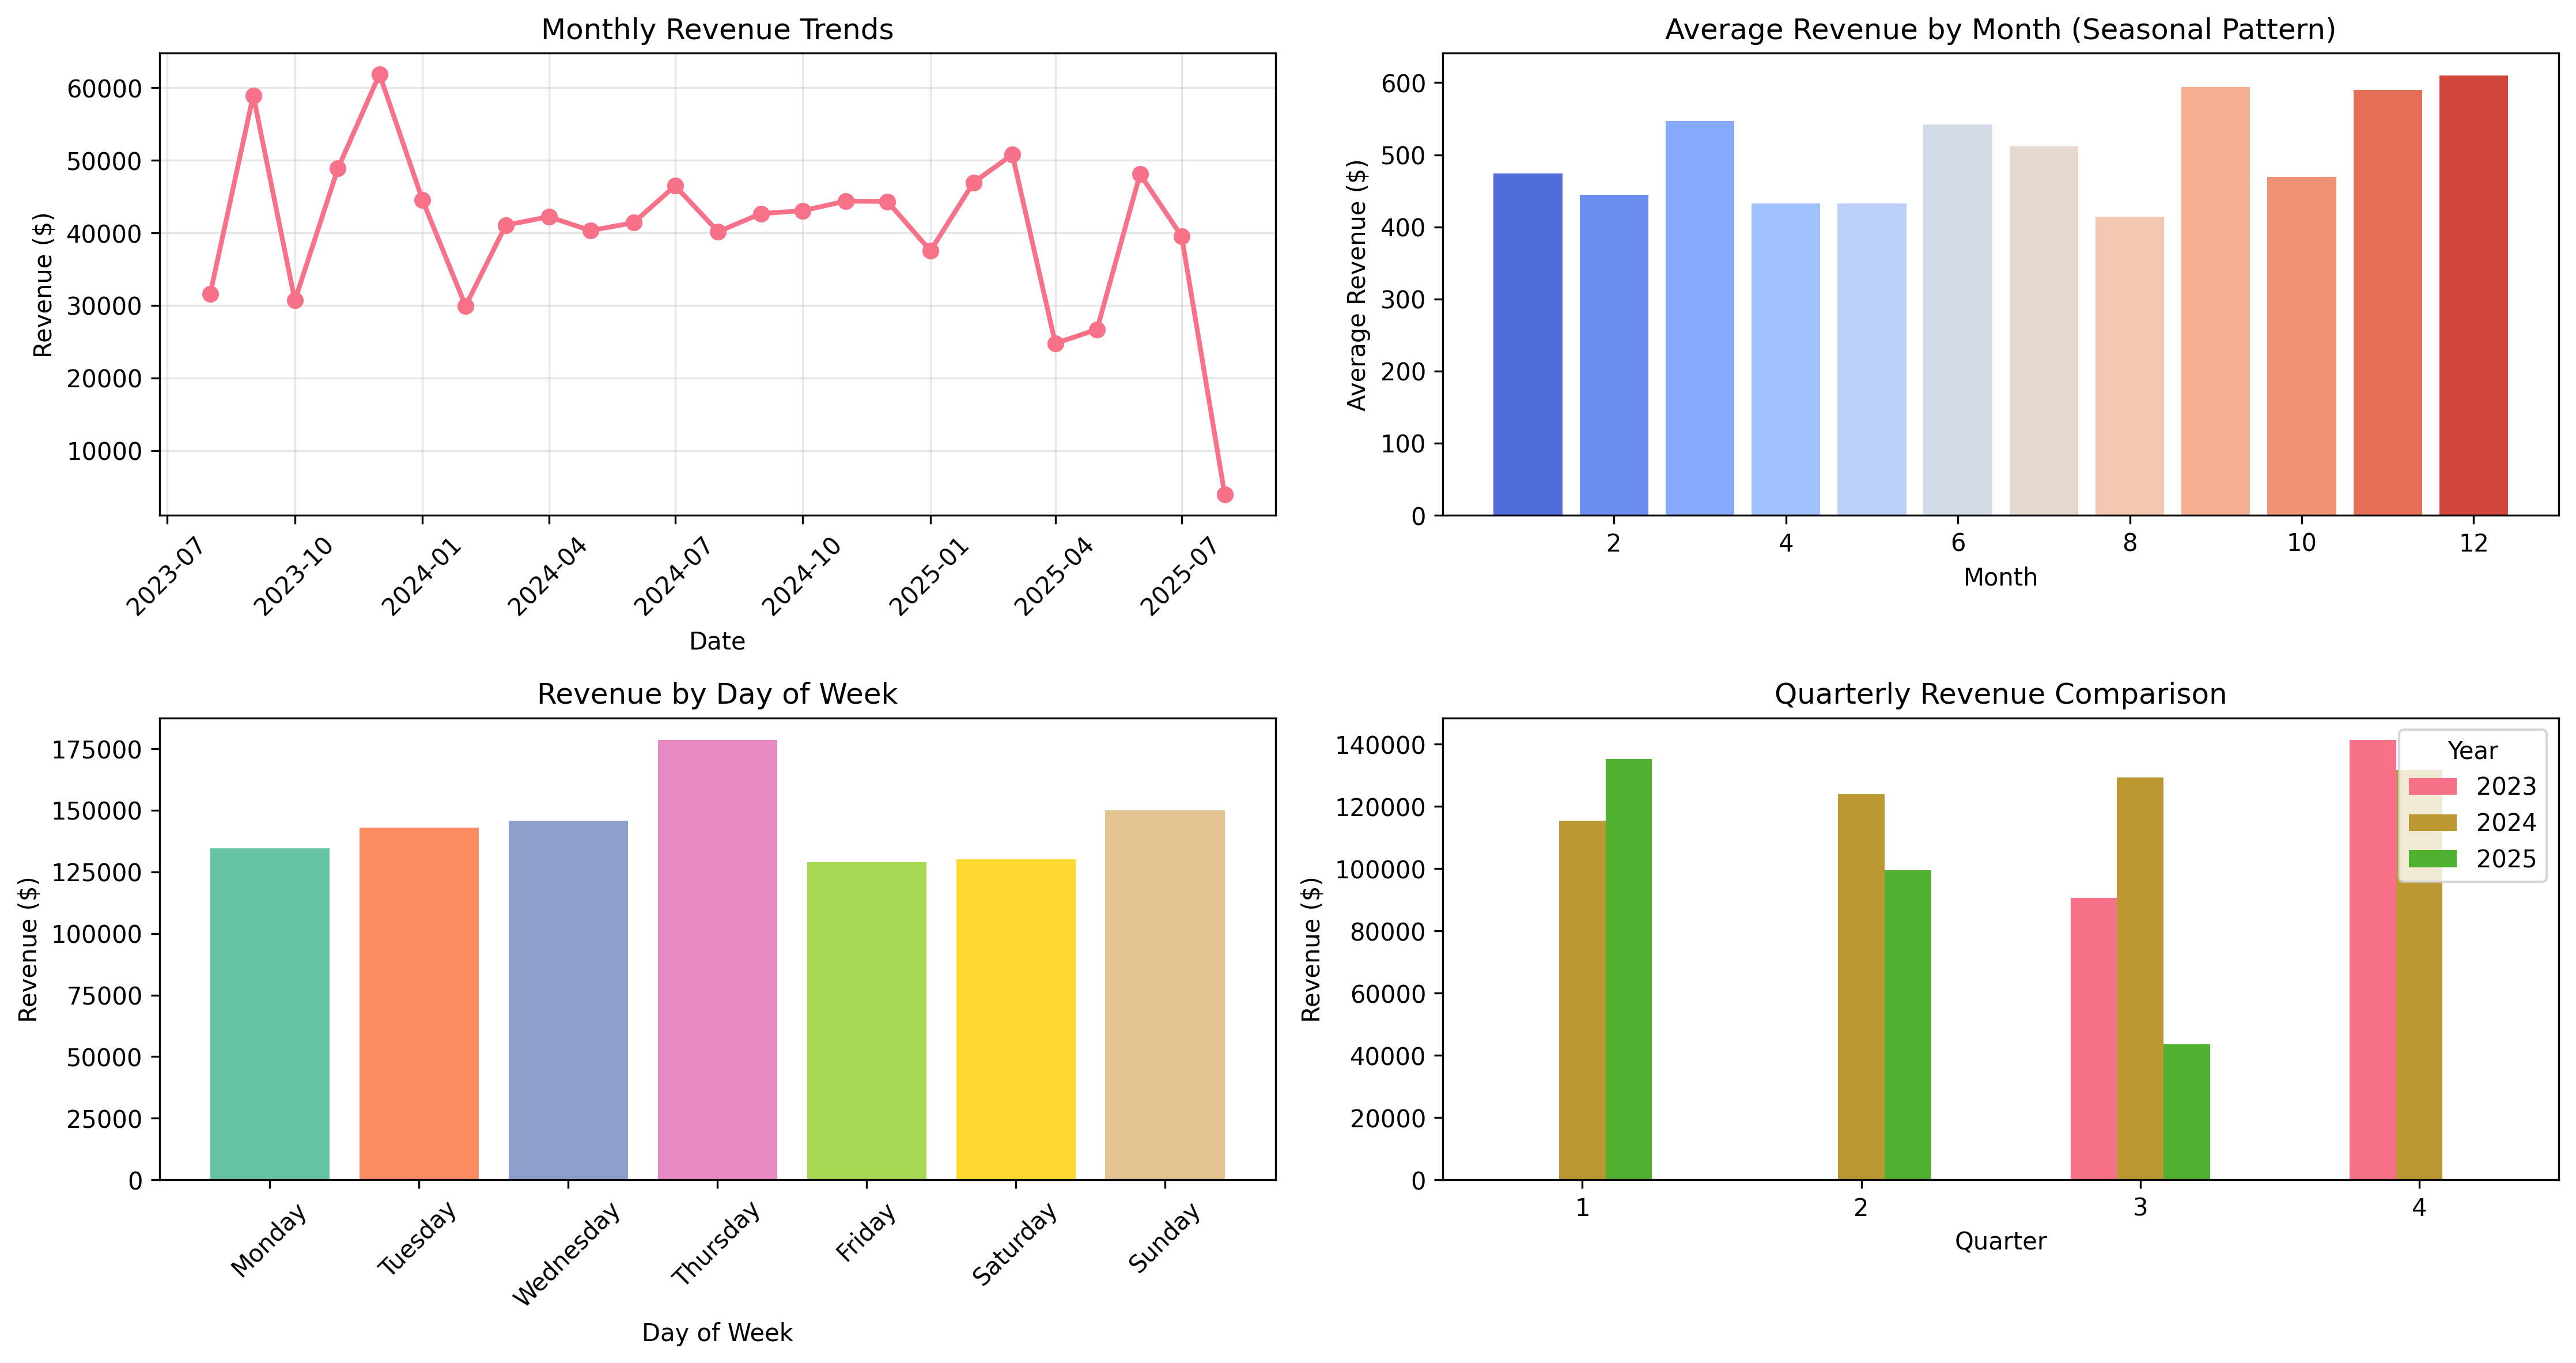 Monthly Revenue Trends
Revenue ($)
60000
50000
40000
30000
20000
10000
2023-07
2023-10
2024-01
2024-04
2024-07
2024-10
2025-01
2025-04
2025-07
Date
Average Revenue by Month (Seasonal Pattern)
Average Revenue ($)
600
500
400
300
200
100
0
2
4
6
8
10
12
Month
Revenue by Day of Week
Revenue ($)
175000
150000
125000
100000
75000
50000
25000
0
Monday
Tuesday
Wednesday
Thursday
Friday
Saturday
Sunday
Day of Week
Quarterly Revenue Comparison
Revenue ($)
140000
120000
100000
80000
60000
40000
20000
0
1
2
3
4
Quarter
Year
2023
2024
2025